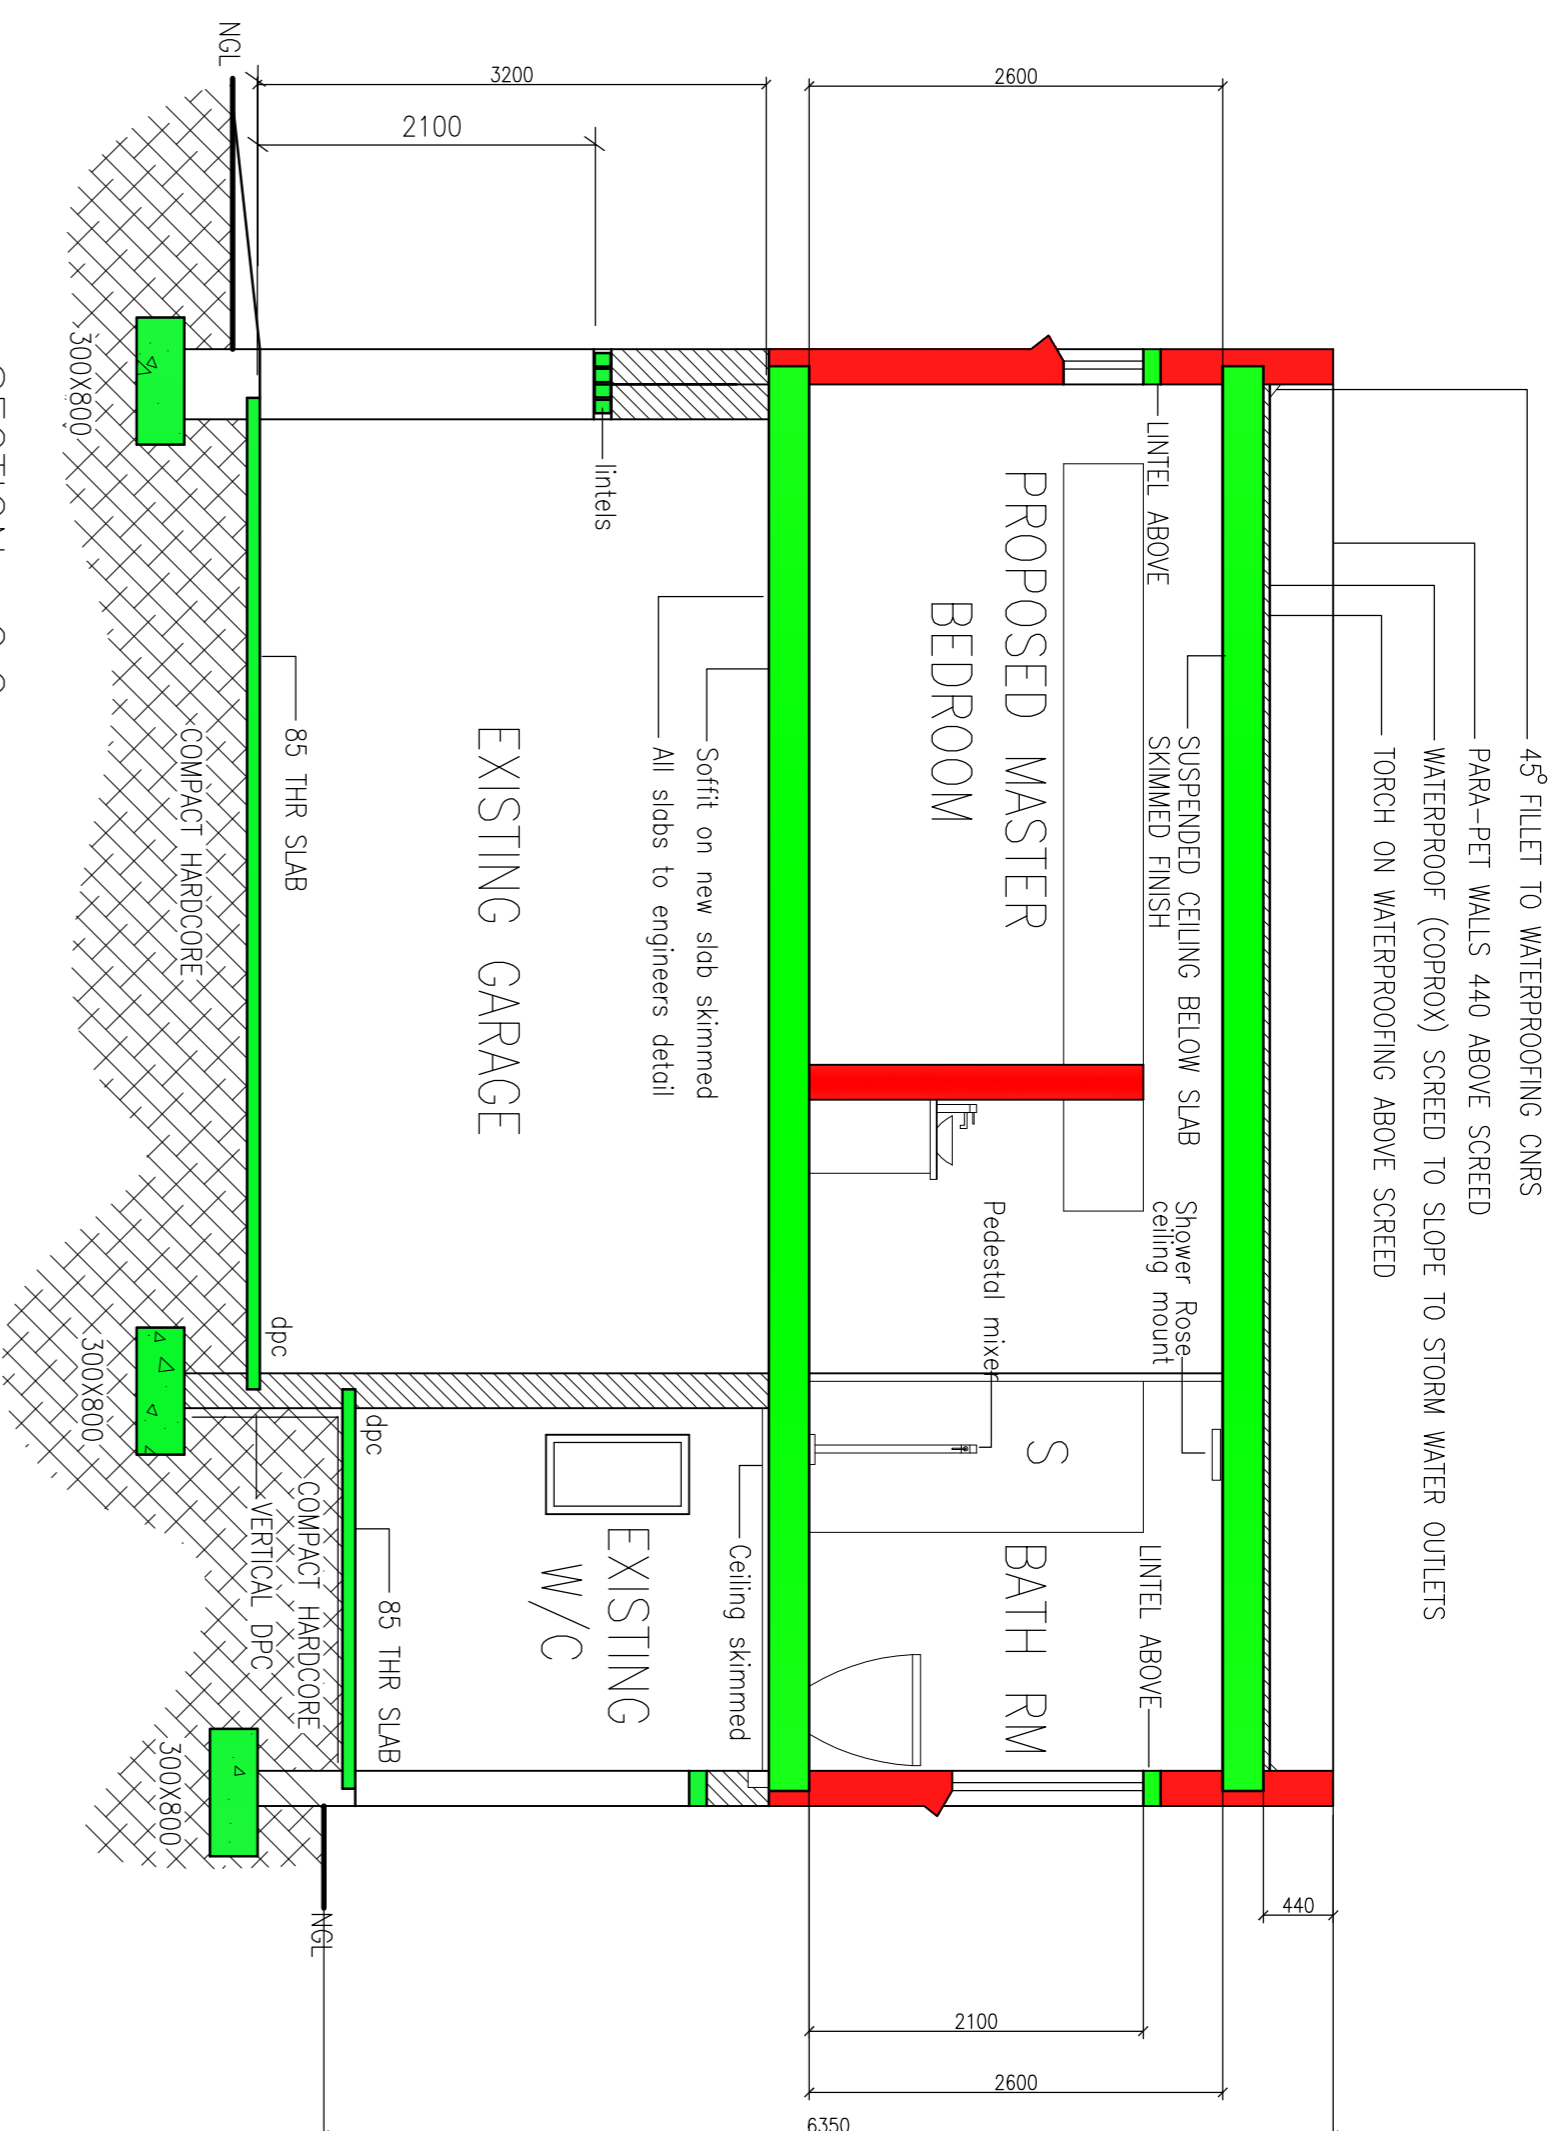 45° FILLET TO WATERPROOFING CNRS
PARA-PET WALLS 440 ABOVE SCREED
WATERPROOF (COPROX) SCREED TO SLOPE TO STORM WATER OUTLETS
TORCH ON WATERPROOFING ABOVE SCREED
440
2600
LINTEL ABOVE
SUSPENDED CEILING BELOW SLAB
SKIMMED FINISH
Shower Rose
ceiling mount
LINTEL ABOVE
PROPOSED MASTER
BEDROOM
Pedestal mixer
S
BATH RM
2100
2600
6350
3200
2100
lintels
Soffit on new slab skimmed
All slabs to engineers detail
Ceiling skimmed
EXISTING GARAGE
EXISTING
W/C
85 THR SLAB
dpc
dpc
85 THR SLAB
NGL
COMPACT HARDCORE
COMPACT HARDCORE
VERTICAL DPC
NGL
300X800
300X800
300X800